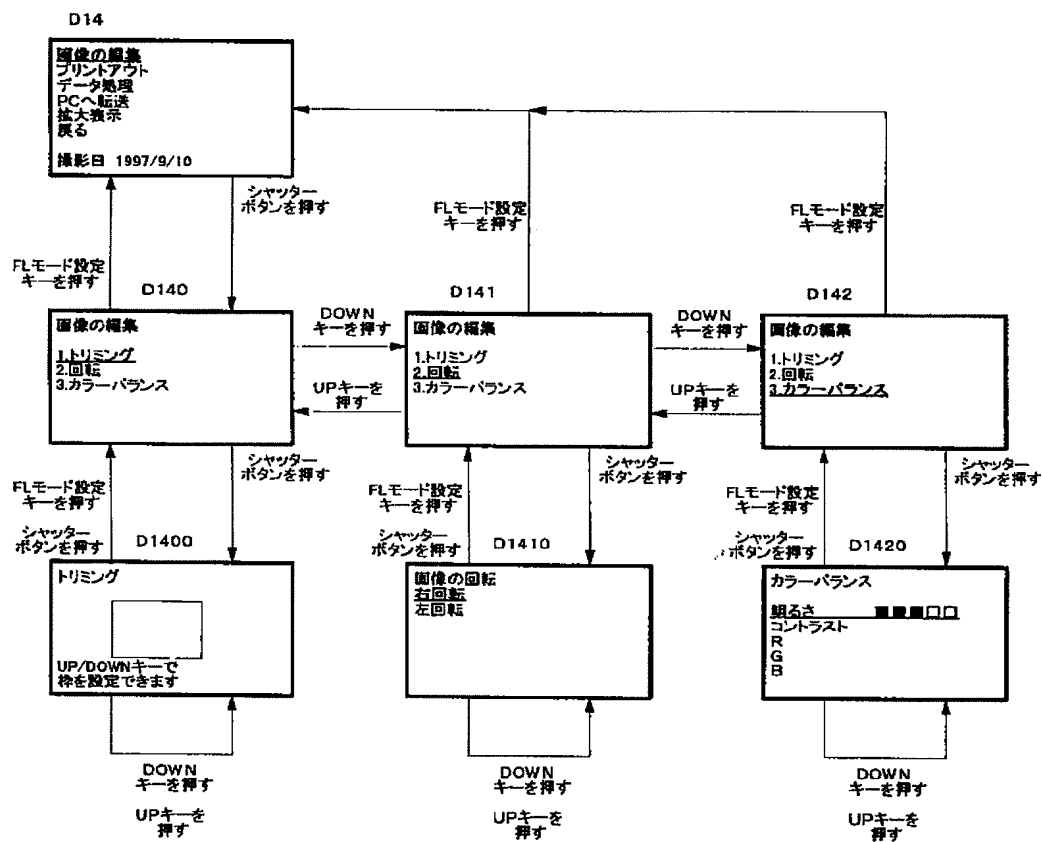 D14
画像の編集
プリントアウト
データ処理
PCへ転送
拡大表示
戻る
撮影日 1997/9/10
シャッター
ボタンを押す
FLモード設定
キーを押す
FLモード設定
キーを押す
FLモード設定
キーを押す
D140
D141
D142
画像の編集
1.トリミング
2.回転
3.カラーバランス
DOWN
キーを押す
UPキーを
押す
画像の編集
1.トリミング
2.回転
3.カラーバランス
DOWN
キーを押す
UPキーを
押す
画像の編集
1.トリミング
2.回転
3.カラーバランス
FLモード設定
キーを押す
シャッター
ボタンを押す
シャッター
ボタンを押す
FLモード設定
キーを押す
シャッター
ボタンを押す
シャッター
ボタンを押す
FLモード設定
キーを押す
シャッター
ボタンを押す
シャッター
ボタンを押す
D1400
D1410
D1420
トリミング
UP/DOWNキーで
枠を設定できます
画像の回転
右回転
左回転
カラーバランス
明るさ ■■■□□
コントラスト
R
G
B
DOWN
キーを押す
UPキーを
押す
DOWN
キーを押す
UPキーを
押す
DOWN
キーを押す
UPキーを
押す